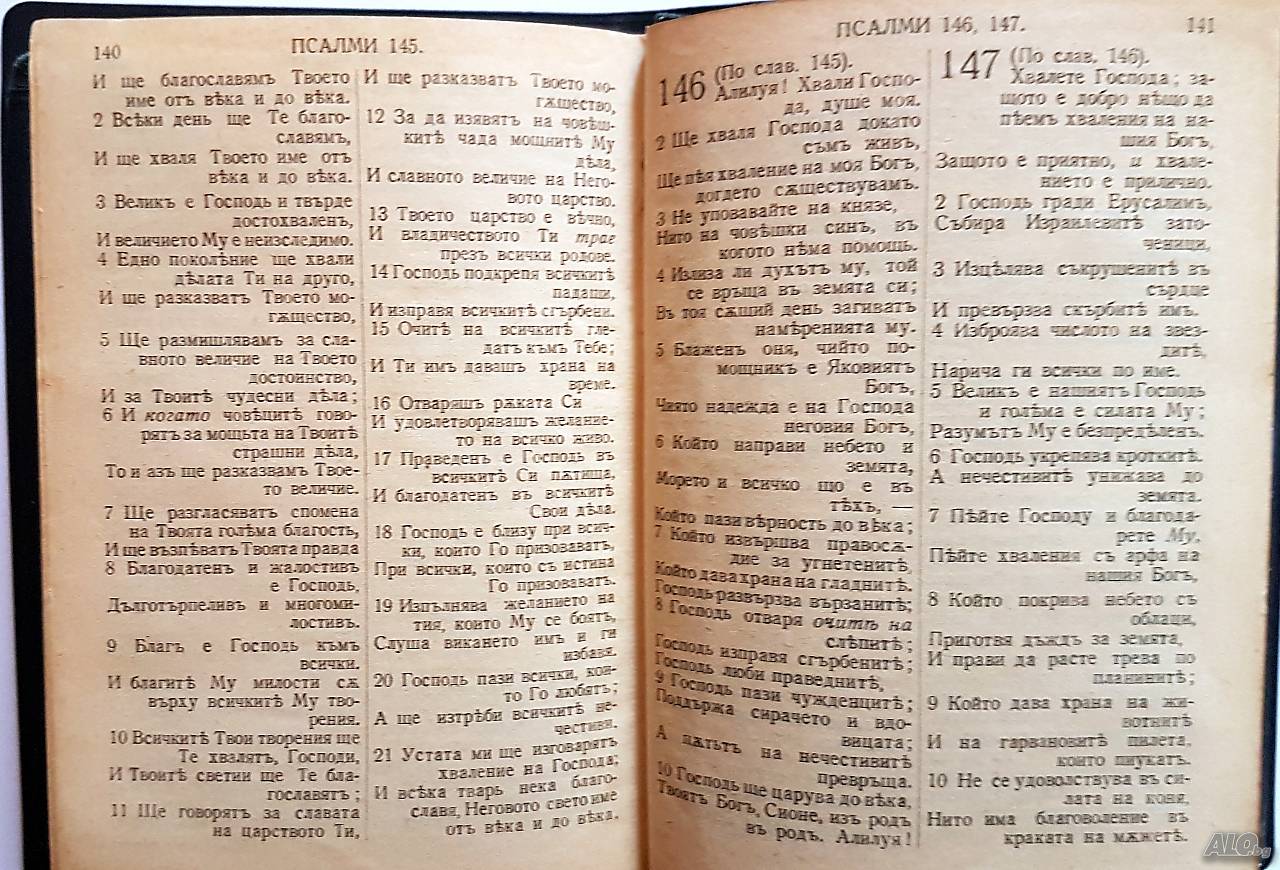 140
ПСАЛМИ 145.
И ще благославямъ Твоето
име отъ вѣка и до вѣка.
2 Всѣки день ще Те благо-
славямъ,
И ще хваля Твоето име отъ
вѣка и до вѣка.
3 Великъ е Господь и твърде
достохваленъ,
И величието Му е неизследимо.
4 Едно поколѣние ще хвали
дѣлата Ти на друго,
И ще разказватъ Твоето мо-
гѫщество,
5 Ще размишлявамъ за сла-
вното величие на Твоето
достоинство,
И за Твоитѣ чудесни дѣла;
6 И когато човѣцитѣ гово-
рятъ за мощьта на Твоитѣ
страшни дѣла,
То и азъ ще разказвамъ Твое-
то величие.
7 Ще разгласяватъ спомена
на Твоята голѣма благость,
И ще възпѣватъ Твоята правда
8 Благодатенъ и жалостивъ
е Господь,
Дълготърпеливъ и многоми-
лостивъ.
9 Благъ е Господь къмъ
всички.
И благитѣ Му милости сѫ
върху всичкитѣ Му тво-
рения.
10 Всичкитѣ Твои творения ще
Те хвалятъ, Господи,
И Твоитѣ светии ще Те бла-
гославятъ;
11 Ще говорятъ за славата
на царството Ти,
И ще разказватъ Твоето мо-
гѫщество,
12 За да изявятъ на човѣш-
китѣ чада мощнитѣ Му
дѣла,
И славното величие на Него-
вото царство.
13 Твоето царство е вѣчно,
И владичеството Ти трае
презъ всички родове.
14 Господь подкрепя всичкитѣ
падащи,
И изправя всичкитѣ сгърбени.
15 Очитѣ на всичкитѣ гле-
датъ къмъ Тебе;
И Ти имъ давашъ храна на
време.
16 Отваряшъ рѫката Си
И удовлетворявашъ желание-
то на всичко живо.
17 Праведенъ е Господь въ
всичкитѣ Си пѫтища,
И благодатенъ въ всичкитѣ
Свои дѣла.
18 Господь е близу при всич-
ки, които Го призоваватъ,
При всички, които съ истина
Го призоваватъ.
19 Изпълнява желанието на
тия, които Му се боятъ,
Слуша викането имъ и ги
избавя.
20 Господь пази всички, кои-
то Го любятъ;
А ще изтрѣби всичкитѣ не-
честиви.
21 Устата ми ще изговарятъ
хваление на Господа;
И всѣка тварь нека благо-
славя, Неговото свето име
отъ вѣка и до вѣка.
ПСАЛМИ 146, 147.
141
146 (По слав. 145).
Алилуя! Хвали Госпо-
да, душе моя.
2 Ще хваля Господа докато
съмъ живъ,
Ще пѣя хваление на моя Богъ,
догдето сѫществувамъ.
3 Не уповавайте на князе,
Нито на човѣшки синъ, въ
когото нѣма помощь.
4 Излиза ли духътъ му, той
се връща въ земята си;
Въ тоя сѫщий день загиватъ
намѣренията му.
5 Блаженъ оня, чийто по-
мощникъ е Яковиятъ
Богъ,
Чиято надежда е на Господа
неговия Богъ,
6 Който направи небето и
земята,
Морето и всичко що е въ
тѣхъ, —
Който пази вѣрность до вѣка;
7 Който извършва правосѫ-
дие за угнетенитѣ,
Който дава храна на гладнитѣ.
Господь развързва вързанитѣ;
8 Господь отваря очитѣ на
слѣпитѣ;
Господь изправя сгърбенитѣ;
Господь люби праведнитѣ,
9 Господь пази чужденцитѣ;
Поддържа сирачето и вдо-
вицата;
А пѫтьтъ на нечестивитѣ
превръща.
10 Господь ще царува до вѣка,
Твоятъ Богъ, Сионе, изъ родъ
въ родъ. Алилуя!
147 (По слав. 146).
Хвалете Господа; за-
щото е добро нѣщо да
пѣемъ хваления на на-
шия Богъ,
Защото е приятно, и хвале-
нието е прилично.
2 Господь гради Ерусалимъ,
Събира Израилевитѣ зато-
ченици,
3 Изцѣлява съкрушенитѣ въ
сърдце
И превързва скърбитѣ имъ.
4 Изброява числото на звез-
дитѣ,
Нарича ги всички по име.
5 Великъ е нашиятъ Господь
и голѣма е силата Му;
Разумътъ Му е безпредѣленъ.
6 Господь укрепява кроткитѣ.
А нечестивитѣ унижава до
земята.
7 Пѣйте Господу и благода-
рете Му,
Пѣйте хваления съ арфа на
нашия Богъ,
8 Който покрива небето съ
облаци,
Приготвя дъждъ за земята,
И прави да расте трева по
планинитѣ;
9 Който дава храна на жи-
вотнитѣ
И на гарвановитѣ пилета,
които пиукатъ.
10 Не се удоволствува въ си-
лата на коня,
Нито има благоволение въ
краката на мѫжетѣ.
ALO.bg